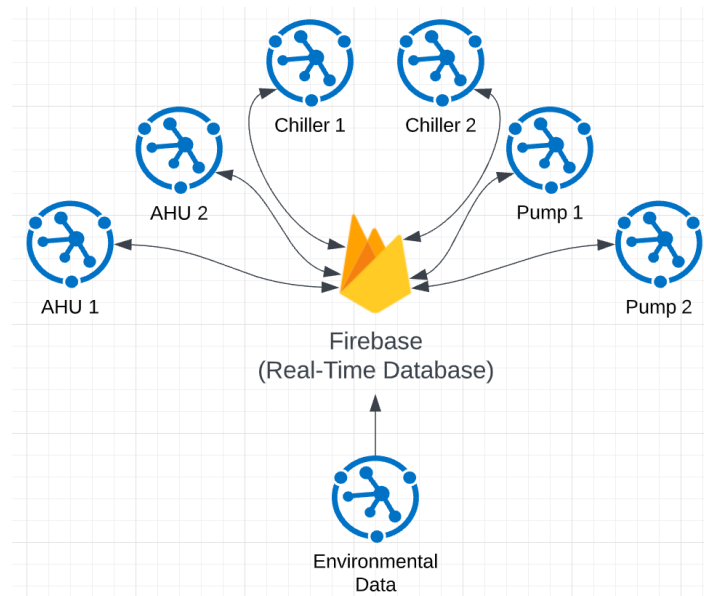 Chiller 1
Chiller 2
AHU 2
Pump 1
AHU 1
Pump 2
Firebase
(Real-Time Database)
Environmental
Data